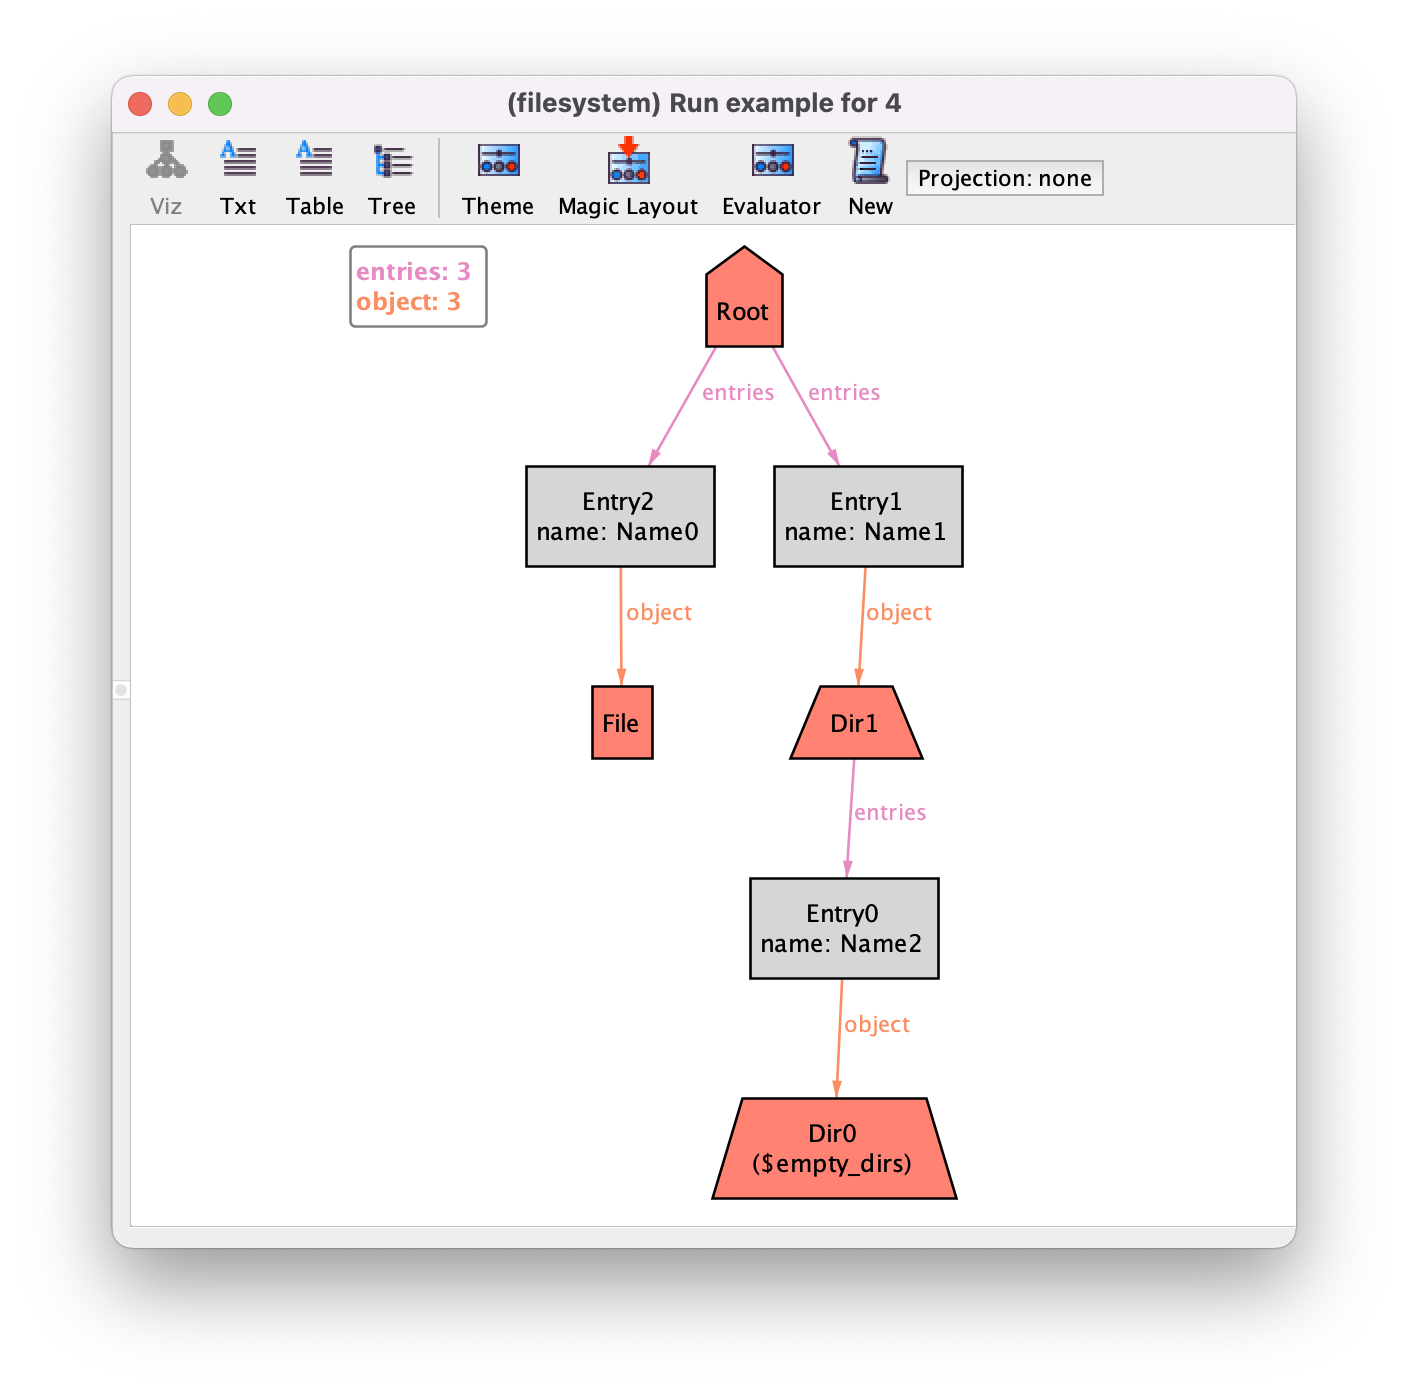 (filesystem) Run example for 4
Viz
Txt
Table
Tree
Theme
Magic Layout
Evaluator
New
Projection: none
entries: 3
object: 3
Root
entries
entries
Entry2
name: Name0
Entry1
name: Name1
object
object
File
Dir1
entries
Entry0
name: Name2
object
Dir0
($empty_dirs)